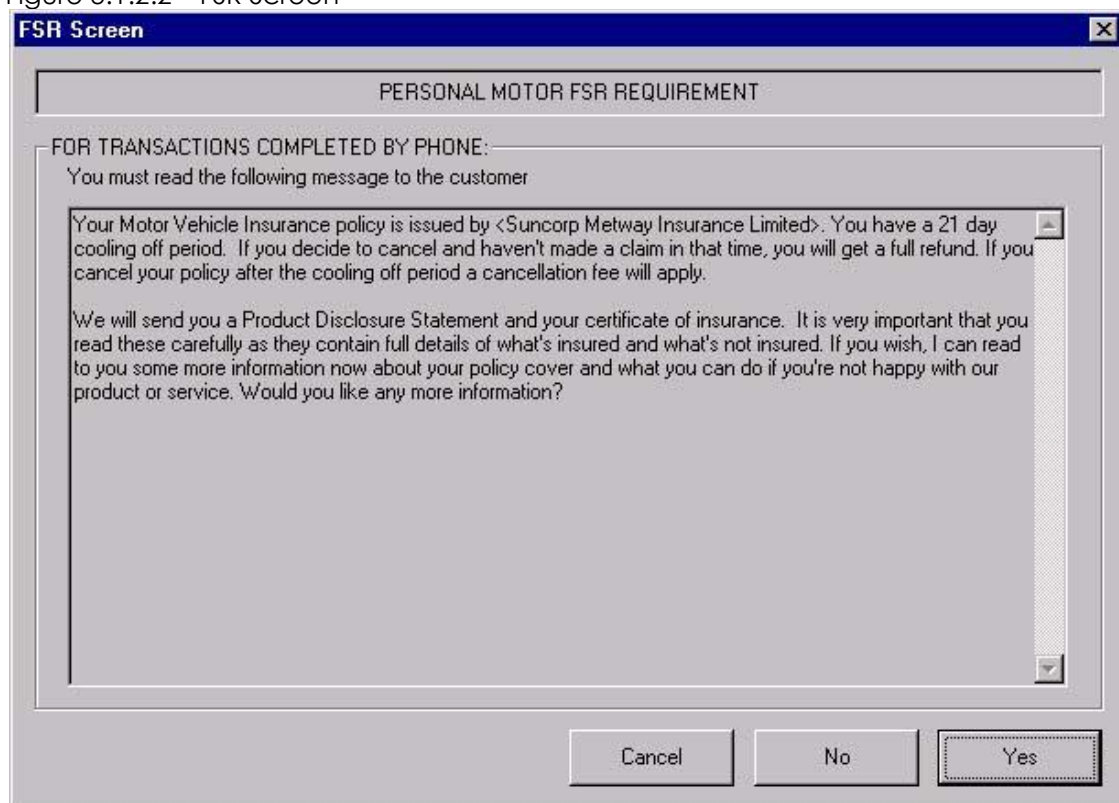 FSR Screen
PERSONAL MOTOR FSR REQUIREMENT
FOR TRANSACTIONS COMPLETED BY PHONE:
You must read the following message to the customer
Your Motor Vehicle Insurance policy is issued by <Suncorp Metway Insurance Limited>. You have a 21 day
cooling off period.  If you decide to cancel and haven't made a claim in that time, you will get a full refund. If you
cancel your policy after the cooling off period a cancellation fee will apply.
We will send you a Product Disclosure Statement and your certificate of insurance.  It is very important that you
read these carefully as they contain full details of what's insured and what's not insured. If you wish, I can read
to you some more information now about your policy cover and what you can do if you're not happy with our
product or service. Would you like any more information?
Cancel
No
Yes